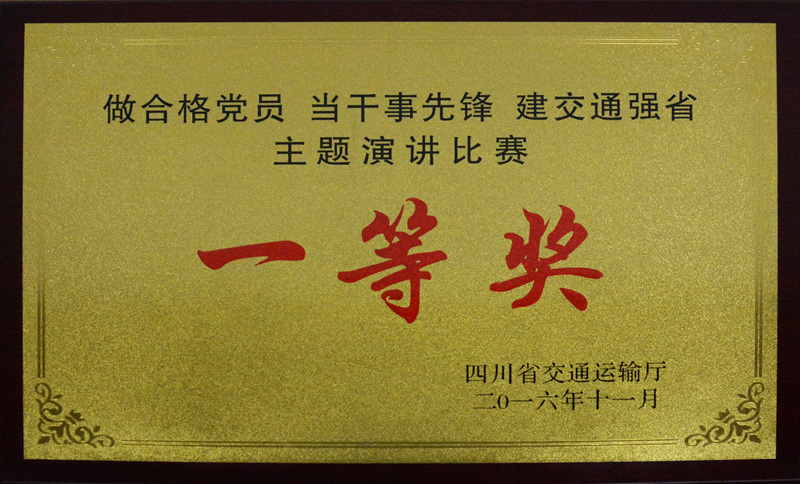 做合格党员 当干事先锋 建交通强省
主题演讲比赛
一等奖
四川省交通运输厅
二0一六年十一月